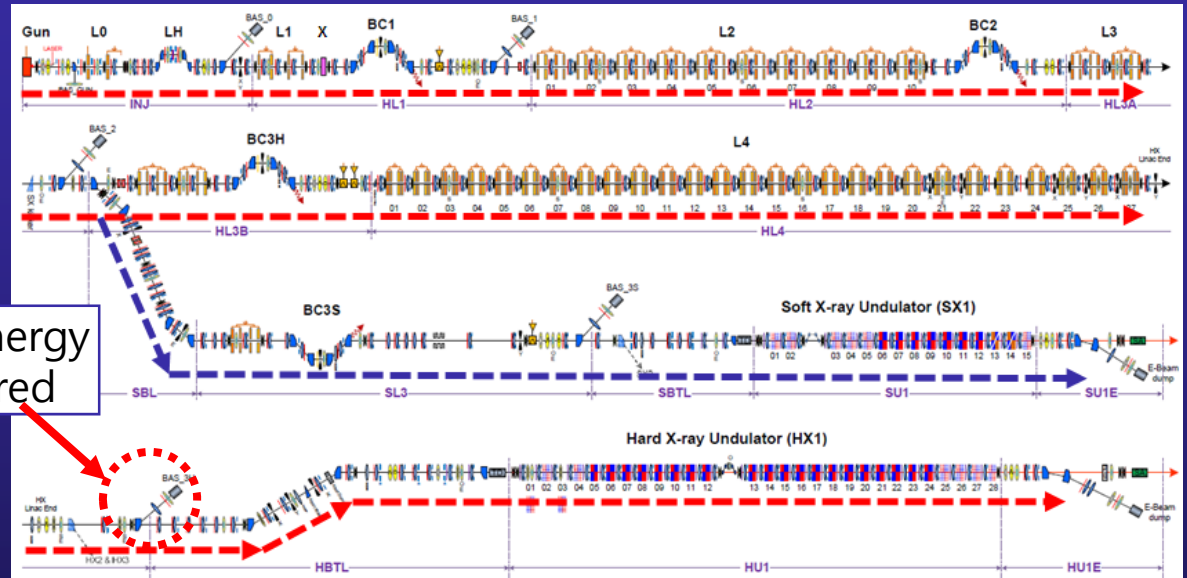 Gun L0 LH L1 X BC1 L2 BC2 L3
LASER
BAS_0
BAS_1
BAS_GUN
01 02 03 04 05 06 07 08 09 10
INJ HL1 HL2 HL3A
BAS_2
BC3H
L4
HX
Linac End
01 02 03 04 05 06 07 08 09 10 11 12 13 14 15 16 17 18 19 20 21 22 23 24 25 26 27
HL3B HL4
BC3S
BAS_3S
Soft X-ray Undulator (SX1)
nergy
red
01 02 03 04 05 06 07 08 09 10 11 12 13 14 15
E-Beam
dump
SBL SL3 SBTL SU1 SU1E
Hard X-ray Undulator (HX1)
HX
Linac End
01 02 03 04 05 06 07 08 09 10 11 12 13 14 15 16 17 18 19 20 21 22 23 24 25 26 27 28
E-Beam
dump
HX2 & HX3
HBTL HU1 HU1E